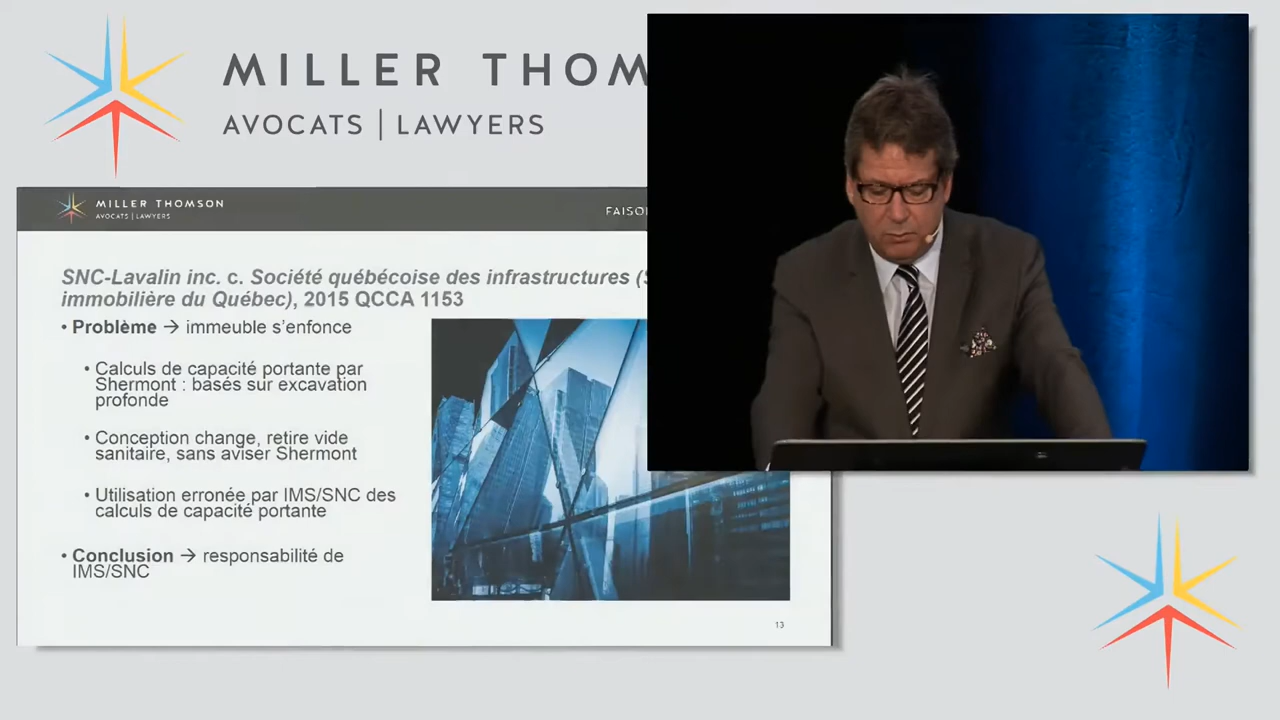 MILLER THOM
AVOCATS | LAWYERS
MILLER THOMSON
AVOCATS | LAWYERS
FAISO
SNC-Lavalin inc. c. Société québécoise des infrastructures (S
immobilière du Québec), 2015 QCCA 1153
• Problème → immeuble s’enfonce
• Calculs de capacité portante par
Shermont : basés sur excavation
profonde
• Conception change, retire vide
sanitaire, sans aviser Shermont
• Utilisation erronée par IMS/SNC des
calculs de capacité portante
• Conclusion → responsabilité de
IMS/SNC
13